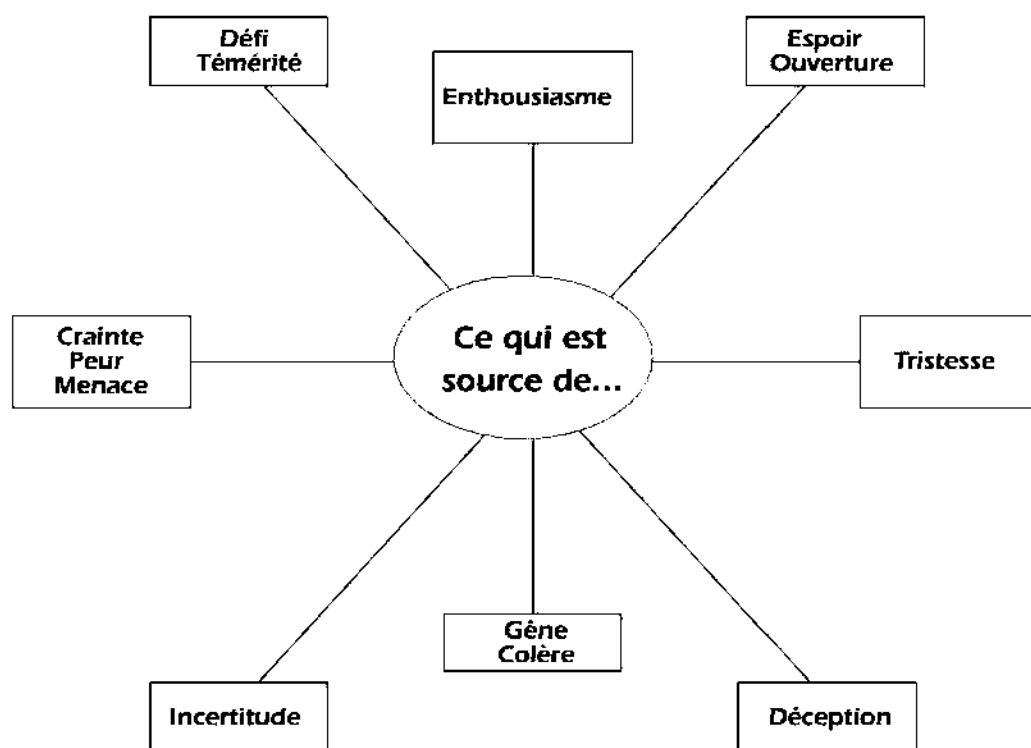 Défi
Témérité
Enthousiasme
Espoir
Ouverture
Crainte
Peur
Menace
Ce qui est
source de...
Tristesse
Gêne
Colère
Incertitude
Déception